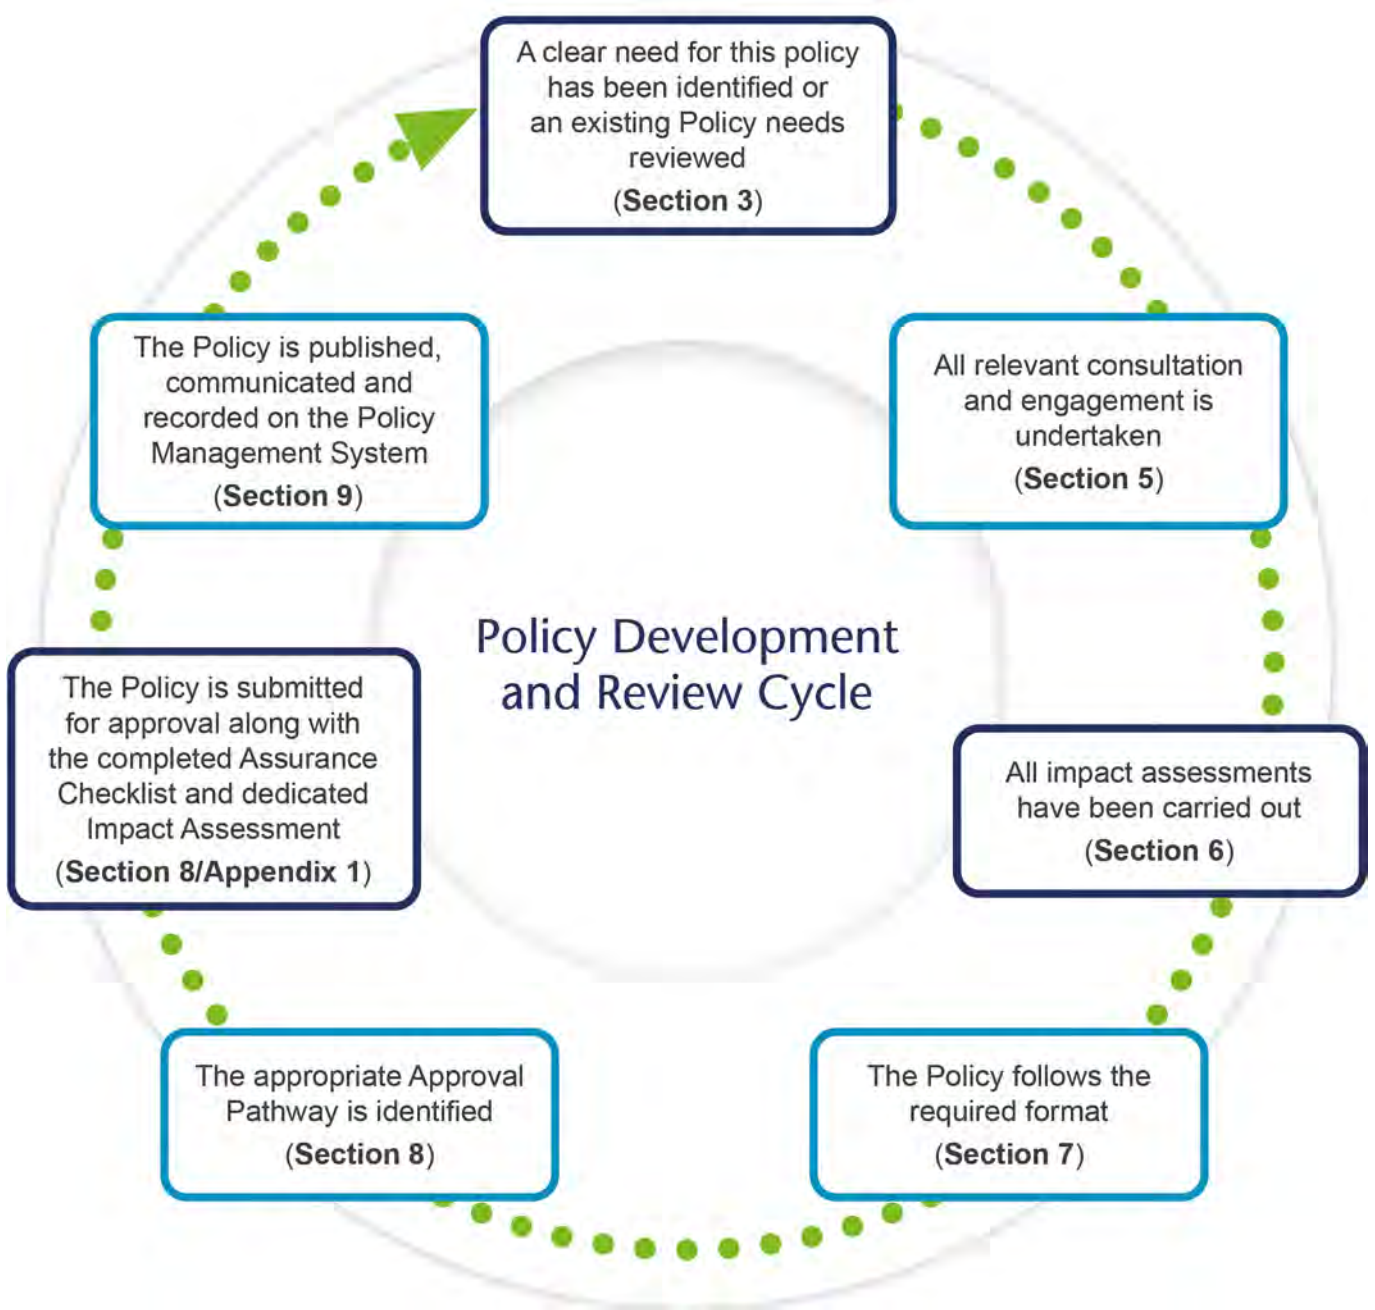 A clear need for this policy
has been identified or
an existing Policy needs
reviewed
(Section 3)
All relevant consultation
and engagement is
undertaken
(Section 5)
All impact assessments
have been carried out
(Section 6)
The Policy follows the
required format
(Section 7)
The appropriate Approval
Pathway is identified
(Section 8)
The Policy is submitted
for approval along with
the completed Assurance
Checklist and dedicated
Impact Assessment
(Section 8/Appendix 1)
The Policy is published,
communicated and
recorded on the Policy
Management System
(Section 9)
Policy Development
and Review Cycle